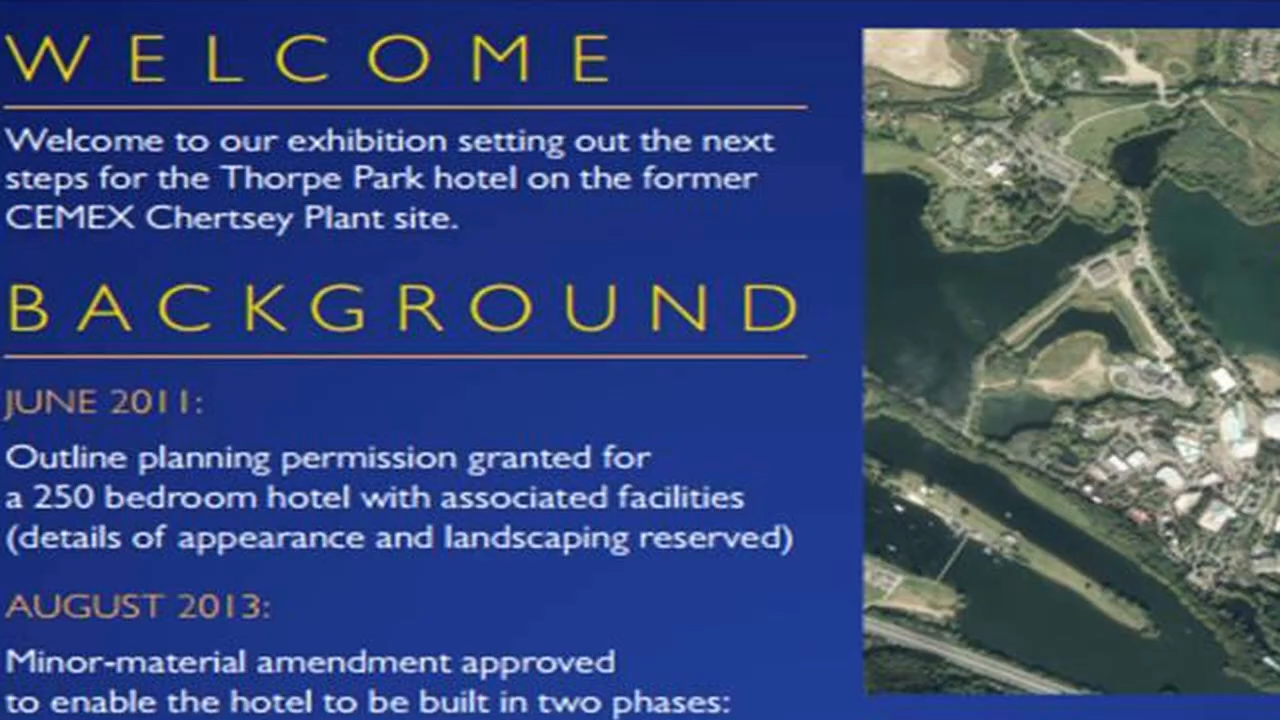 WELCOME
Welcome to our exhibition setting out the next
steps for the Thorpe Park hotel on the former
CEMEX Chertsey Plant site.
BACKGROUND
JUNE 2011:
Outline planning permission granted for
a 250 bedroom hotel with associated facilities
(details of appearance and landscaping reserved)
AUGUST 2013:
Minor-material amendment approved
to enable the hotel to be built in two phases: